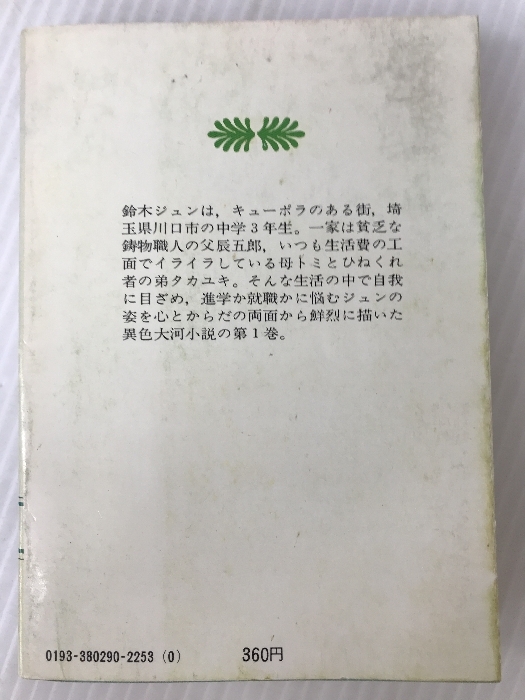 鈴木ジュンは，キューポラのある街，埼
玉県川口市の中学3年生。一家は貧乏な
鋳物職人の父辰五郎，いつも生活費の工
面でイライラしている母トミとひねくれ
者の弟タカユキ。そんな生活の中で自我
に目ざめ，進学か就職かに悩むジュンの
姿を心とからだの両面から鮮烈に描いた
異色大河小説の第1巻。
0193-380290-2253 (0)
360円